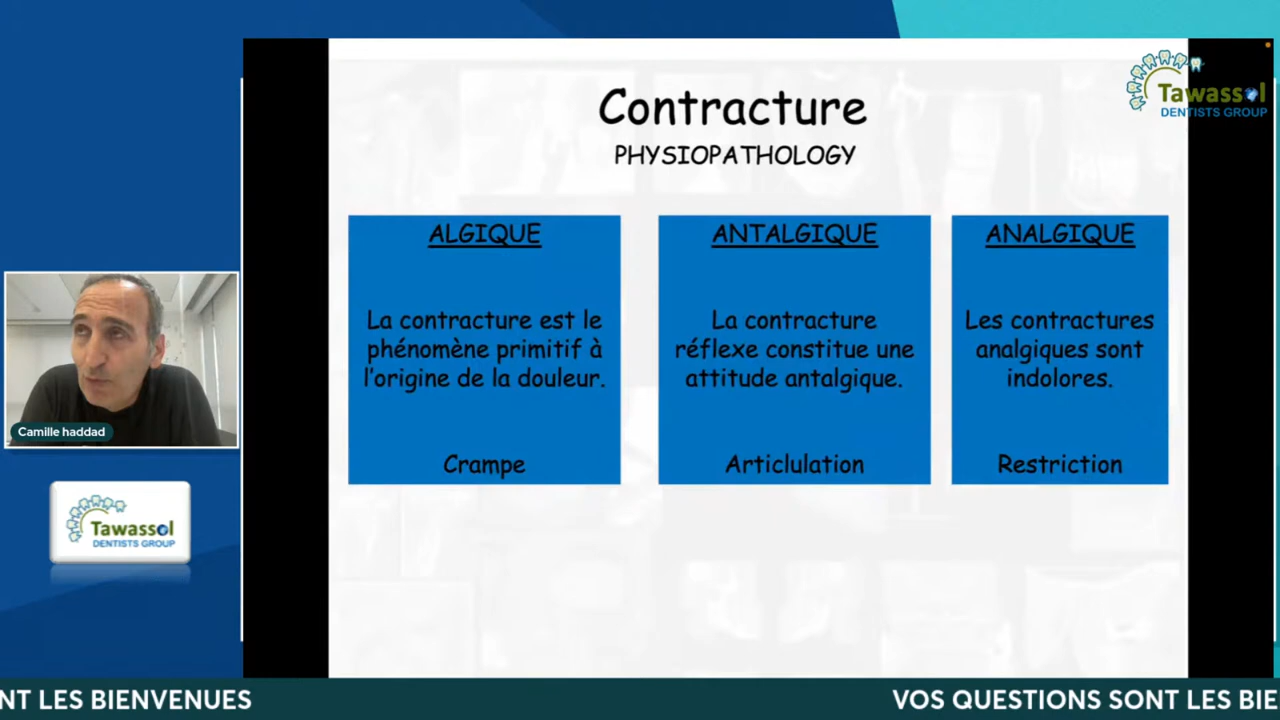 Contracture
PHYSIOPATHOLOGY
Tawassol
DENTISTS GROUP
ALGIQUE
La contracture est le
phénomène primitif à
l'origine de la douleur.
Crampe
ANTALGIQUE
La contracture
réflexe constitue une
attitude antalgique.
Articlulation
ANALGIQUE
Les contractures
analgiques sont
indolores.
Restriction
Camille haddad
Tawassol
DENTISTS GROUP
NT LES BIENVENUES
VOS QUESTIONS SONT LES BIE